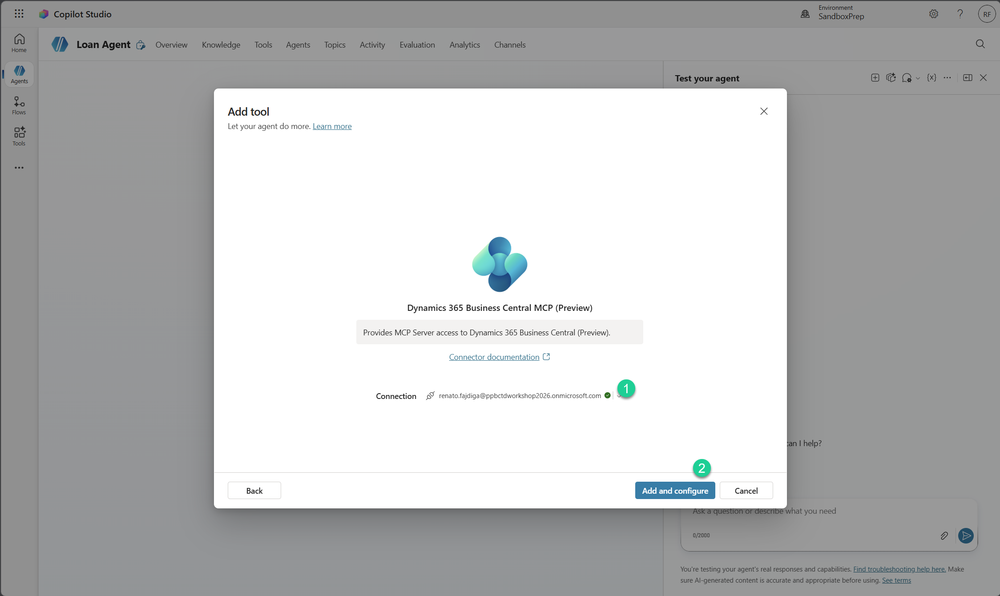 Copilot Studio
Environment
SandboxPrep
RF
Home
Agents
Flows
Tools
Loan Agent
Overview
Knowledge
Tools
Agents
Topics
Activity
Evaluation
Analytics
Channels
Test your agent
Add tool
Let your agent do more. Learn more
Dynamics 365 Business Central MCP (Preview)
Provides MCP Server access to Dynamics 365 Business Central (Preview).
Connector documentation
Connection
renato.fajdiga@ppbctdworkshop2026.onmicrosoft.com
1
2
Back
Add and configure
Cancel
can I help?
Ask a question or describe what you need
0/2000
You're testing your agent's real responses and capabilities. Find troubleshooting help here. Make
sure AI-generated content is accurate and appropriate before using. See terms